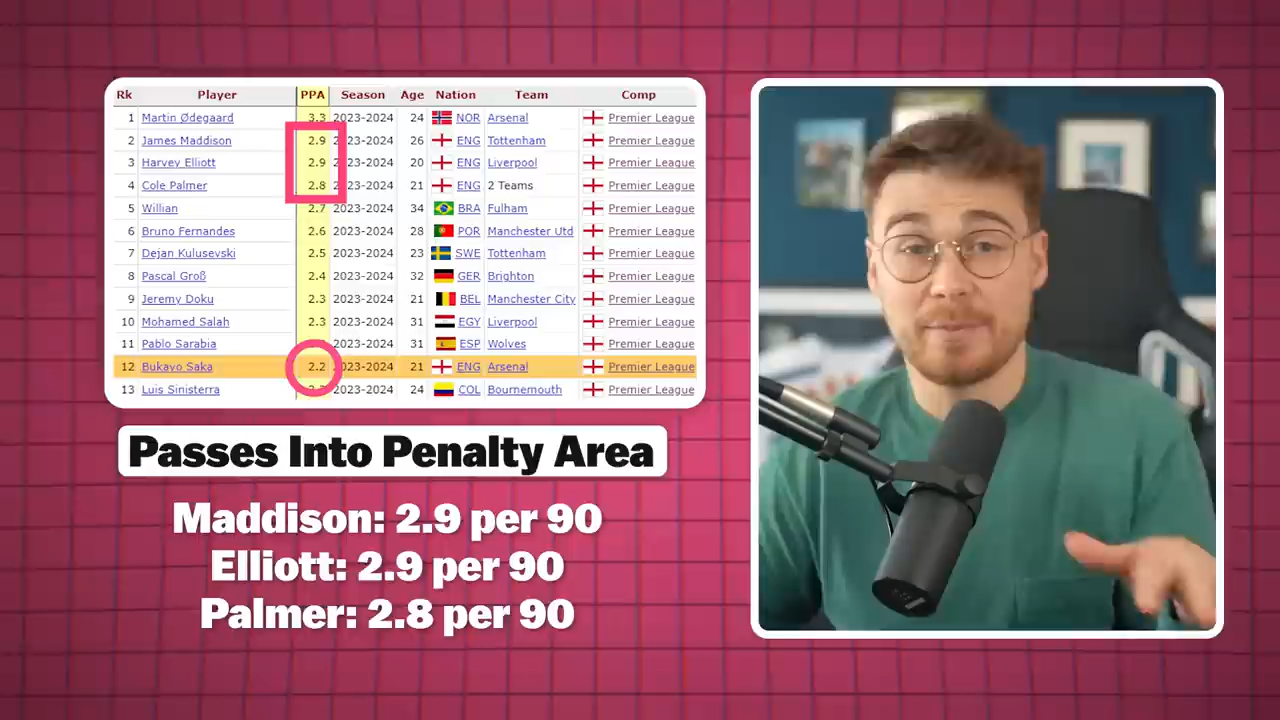 Rk Player PPA Season Age Nation Team Comp
1 Martin Ødegaard 3.3 2023-2024 24 NOR Arsenal Premier League
2 James Maddison 2.9 2023-2024 26 ENG Tottenham Premier League
3 Harvey Elliott 2.9 2023-2024 20 ENG Liverpool Premier League
4 Cole Palmer 2.8 2023-2024 21 ENG 2 Teams Premier League
5 Willian 2.7 2023-2024 34 BRA Fulham Premier League
6 Bruno Fernandes 2.6 2023-2024 28 POR Manchester Utd Premier League
7 Dejan Kulusevski 2.5 2023-2024 23 SWE Tottenham Premier League
8 Pascal Groß 2.4 2023-2024 32 GER Brighton Premier League
9 Jeremy Doku 2.3 2023-2024 21 BEL Manchester City Premier League
10 Mohamed Salah 2.3 2023-2024 31 EGY Liverpool Premier League
11 Pablo Sarabia 2023-2024 31 ESP Wolves Premier League
12 Bukayo Saka 2.2 2023-2024 21 ENG Arsenal Premier League
13 Luis Sinisterra 2023-2024 24 COL Bournemouth Premier League
Passes Into Penalty Area
Maddison: 2.9 per 90
Elliott: 2.9 per 90
Palmer: 2.8 per 90